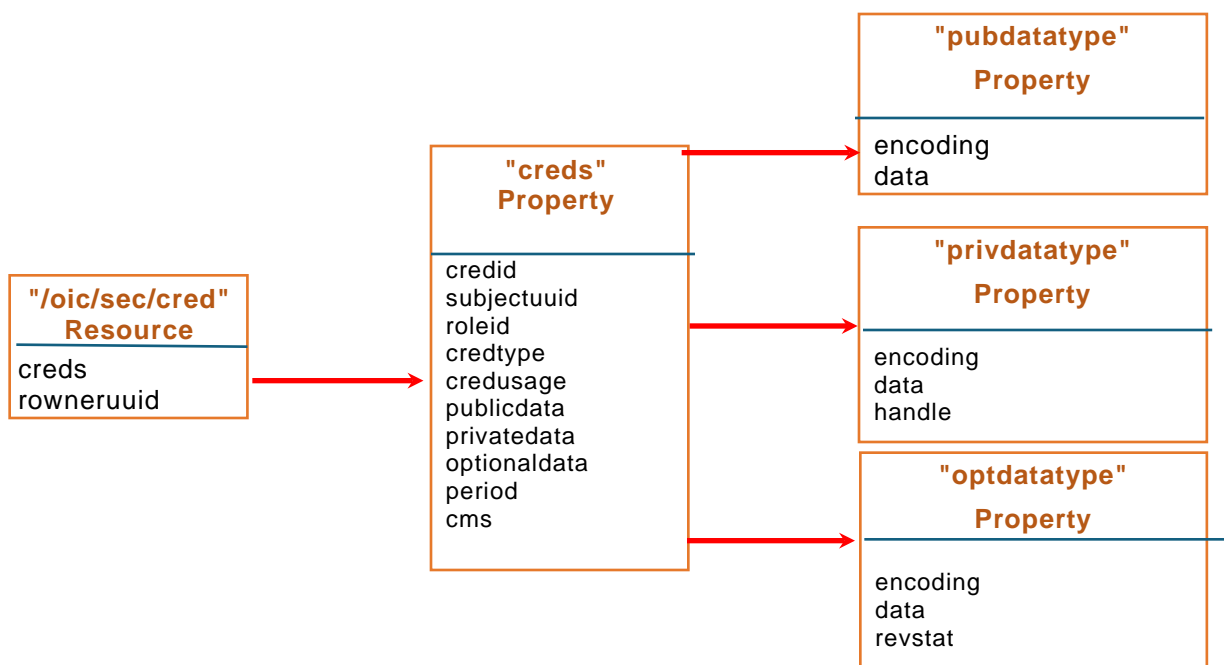 "/oic/sec/cred"
Resource
creds
rowneruuid
"creds"
Property
credid
subjectuuid
roleid
credtype
credusage
publicdata
privatedata
optionaldata
period
cms
"pubdatatype"
Property
encoding
data
"privdatatype"
Property
encoding
data
handle
"optdatatype"
Property
encoding
data
revstat